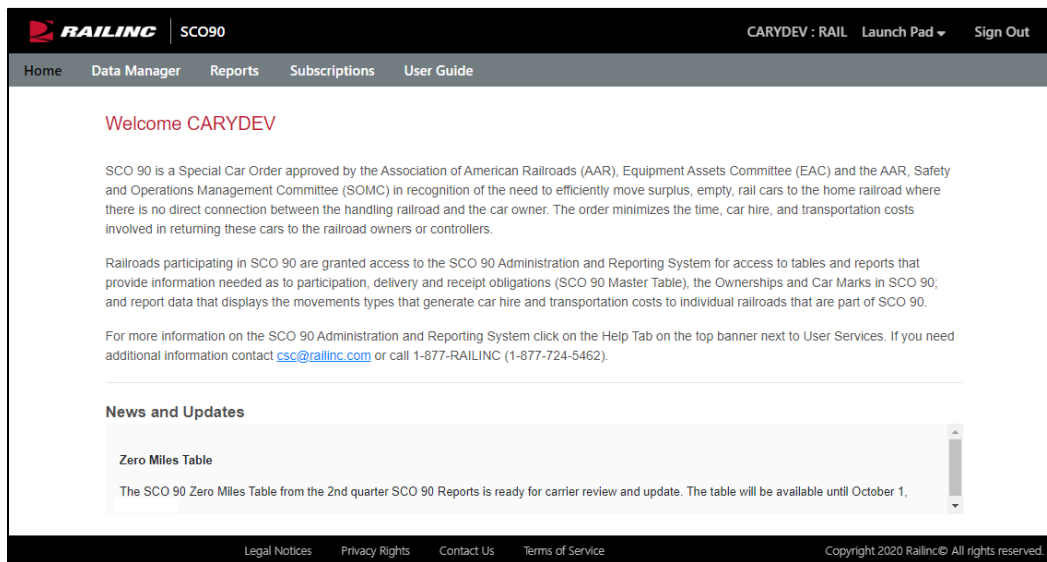 RAILINC SCO90 CARYDEV : RAIL Launch Pad Sign Out
Home Data Manager Reports Subscriptions User Guide
Welcome CARYDEV
SCO 90 is a Special Car Order approved by the Association of American Railroads (AAR), Equipment Assets Committee (EAC) and the AAR, Safety
and Operations Management Committee (SOMC) in recognition of the need to efficiently move surplus, empty, rail cars to the home railroad where
there is no direct connection between the handling railroad and the car owner. The order minimizes the time, car hire, and transportation costs
involved in returning these cars to the railroad owners or controllers.
Railroads participating in SCO 90 are granted access to the SCO 90 Administration and Reporting System for access to tables and reports that
provide information needed as to participation, delivery and receipt obligations (SCO 90 Master Table), the Ownerships and Car Marks in SCO 90;
and report data that displays the movements types that generate car hire and transportation costs to individual railroads that are part of SCO 90.
For more information on the SCO 90 Administration and Reporting System click on the Help Tab on the top banner next to User Services. If you need
additional information contact csc@railinc.com or call 1-877-RAILINC (1-877-724-5462).
News and Updates
Zero Miles Table
The SCO 90 Zero Miles Table from the 2nd quarter SCO 90 Reports is ready for carrier review and update. The table will be available until October 1,
Legal Notices Privacy Rights Contact Us Terms of Service Copyright 2020 Railinc© All rights reserved.